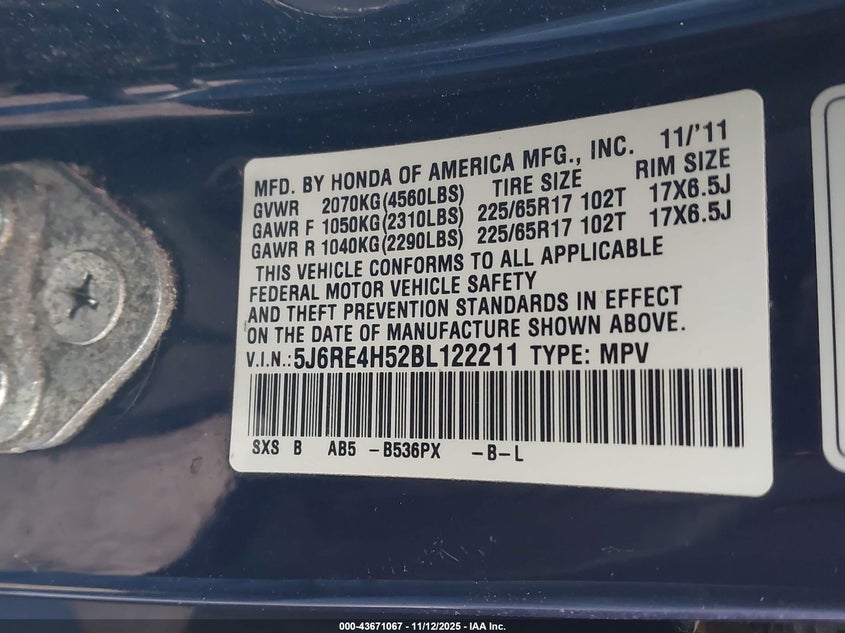 MFD. BY HONDA OF AMERICA MFG., INC. 11/'11
GVWR 2070KG(4560LBS) TIRE SIZE RIM SIZE
GAWR F 1050KG(2310LBS) 225/65R17 102T 17X6.5J
GAWR R 1040KG(2290LBS) 225/65R17 102T 17X6.5J
THIS VEHICLE CONFORMS TO ALL APPLICABLE
FEDERAL MOTOR VEHICLE SAFETY
AND THEFT PREVENTION STANDARDS IN EFFECT
ON THE DATE OF MANUFACTURE SHOWN ABOVE.
V.I.N.:5J6RE4H52BL122211 TYPE: MPV
SXS B AB5 -B536PX -B-L
000-43671067 - 11/12/2025 - IAA Inc.